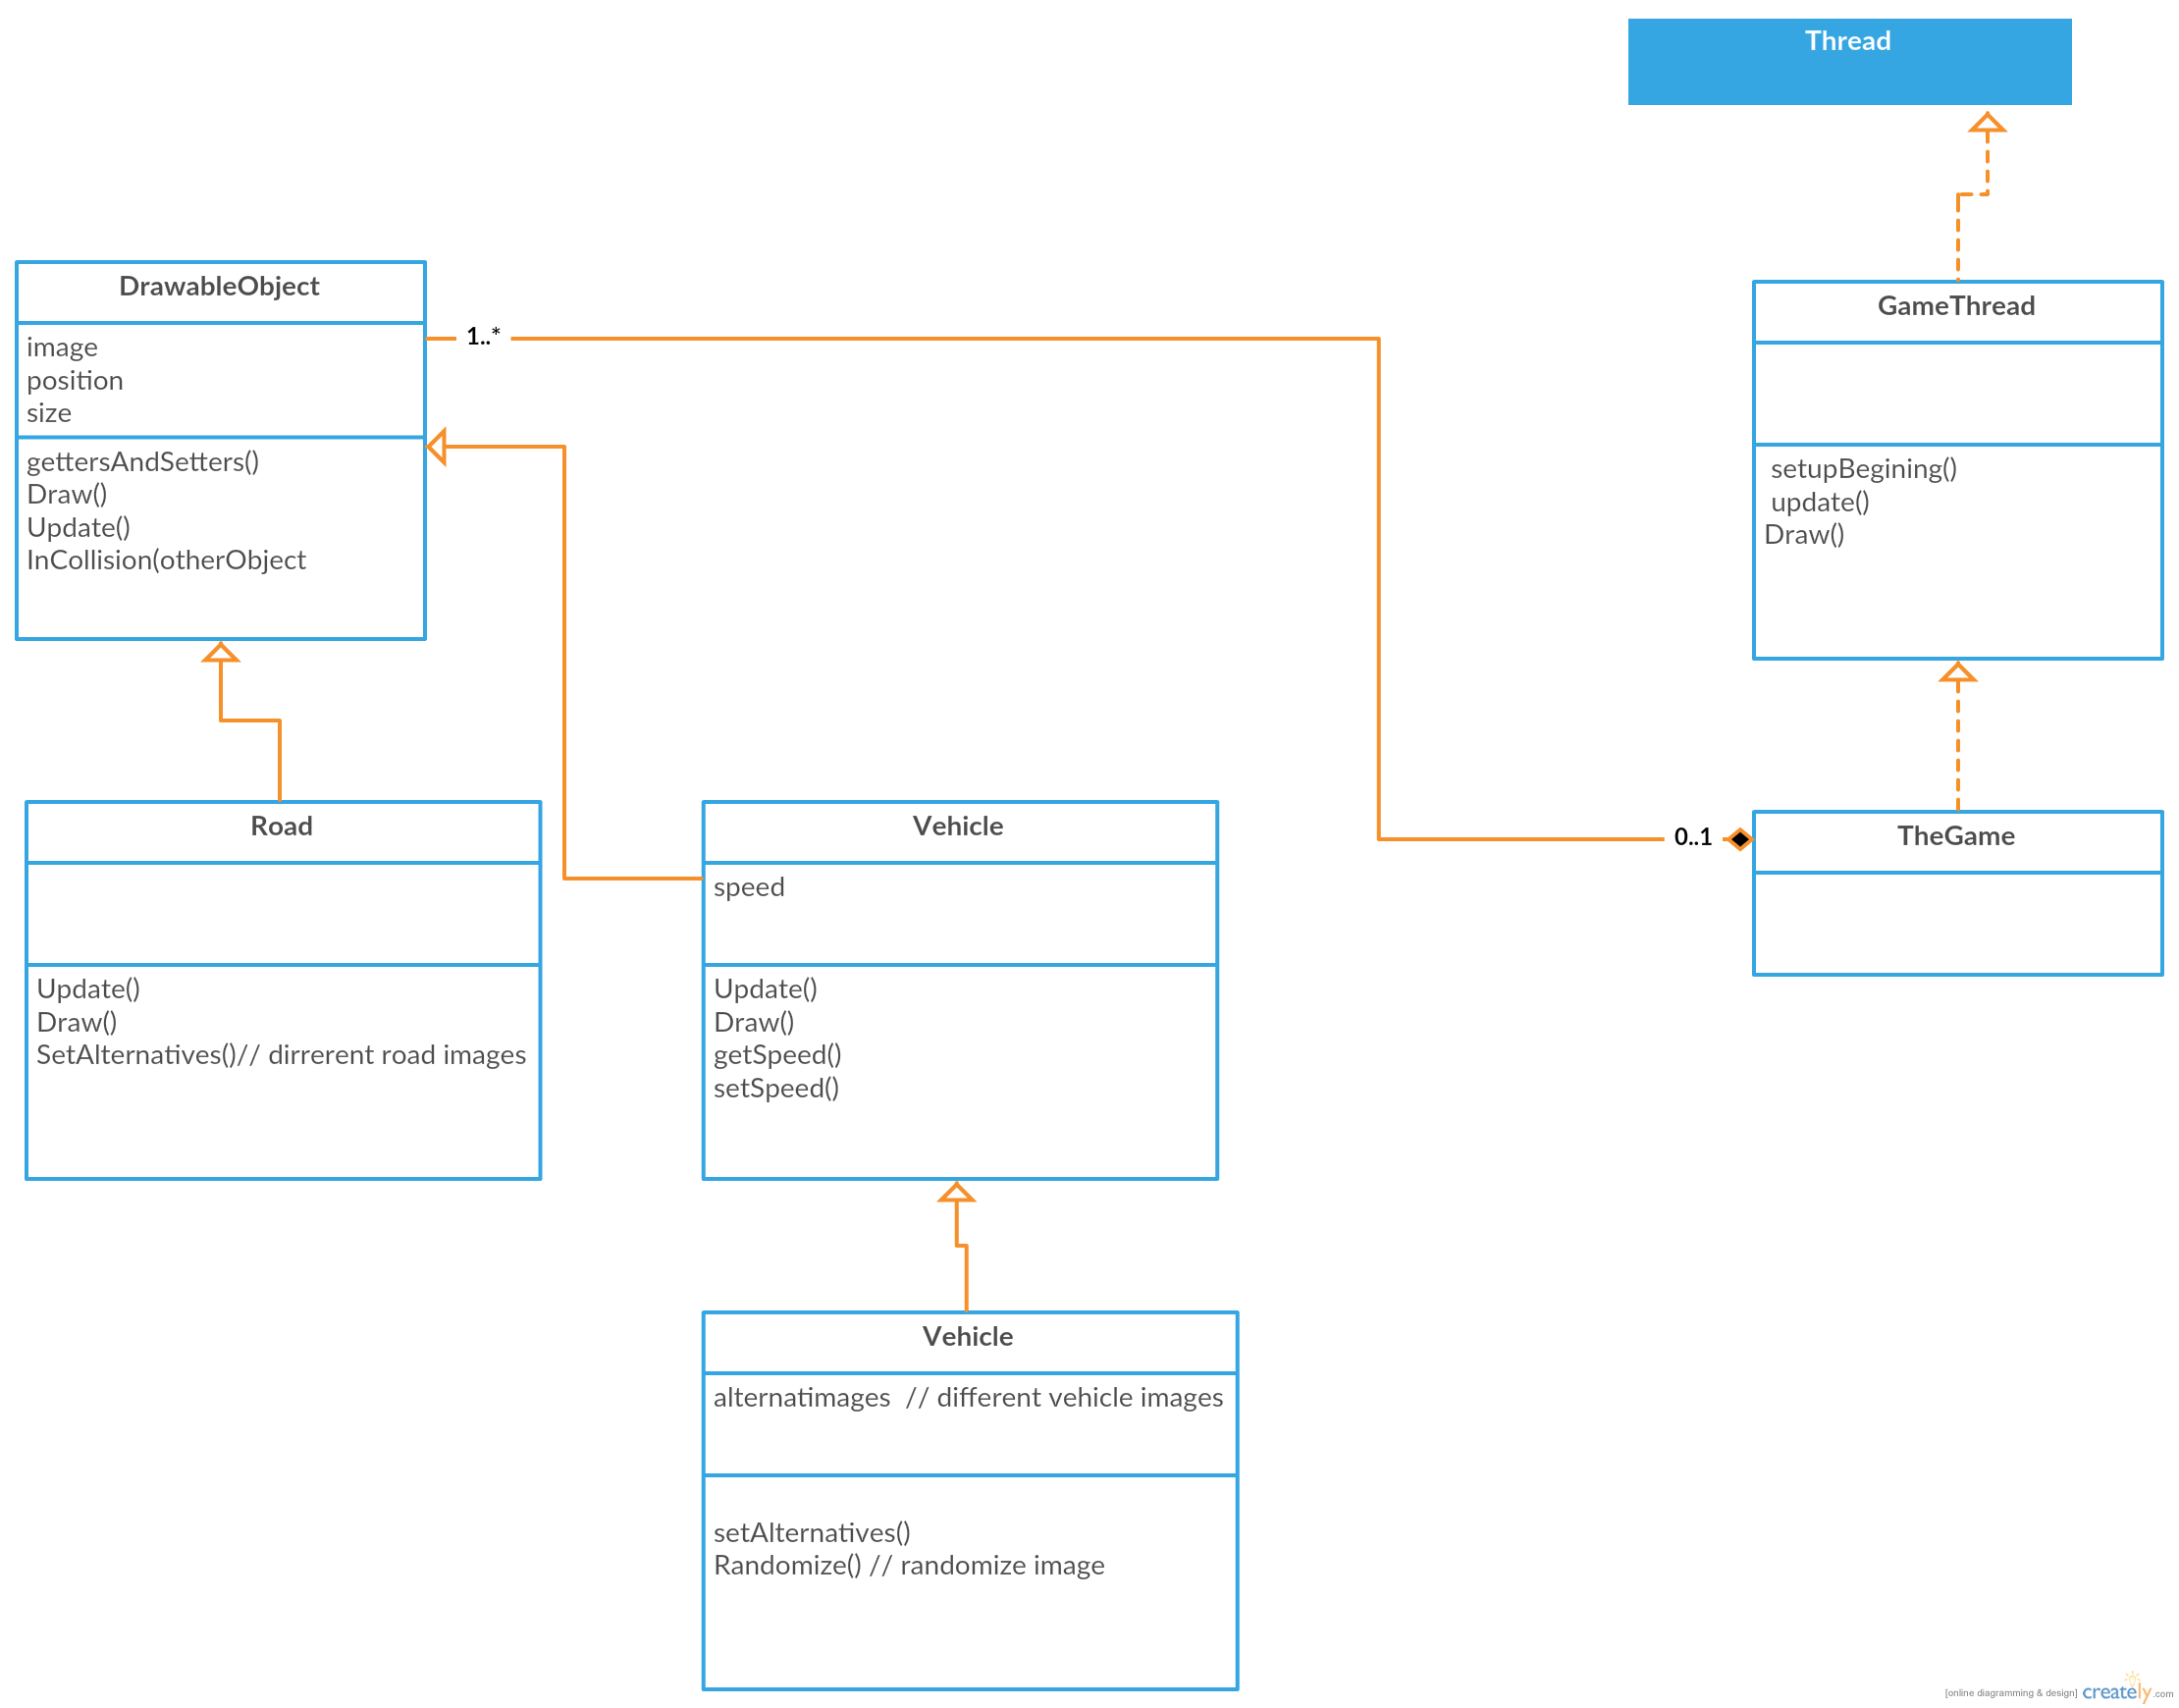 Thread
DrawableObject
image
position
size
gettersAndSetters()
Draw()
Update()
InCollision(otherObject
1..*
GameThread
setupBegining()
update()
Draw()
Road
Update()
Draw()
SetAlternatives()// dirrerent road images
Vehicle
speed
Update()
Draw()
getSpeed()
setSpeed()
0..1
TheGame
Vehicle
alternatimages // different vehicle images
setAlternatives()
Randomize() // randomize image
[online diagramming & design] creately.com